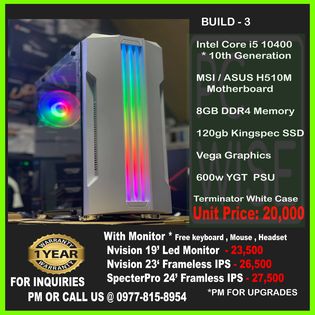 BUILD - 3
Intel Core i5 10400
* 10th Generation
MSI / ASUS H510M
Motherboard
8GB DDR4 Memory
120gb Kingspec SSD
Vega Graphics
600w YGT PSU
Terminator White Case
Unit Price: 20,000
With Monitor * Free keyboard , Mouse , Headset
Nvision 19' Led Monitor - 23,500
Nvision 23' Frameless IPS - 26,500
SpecterPro 24' Framless IPS - 27,500
WARRANTY
1 YEAR
WARRANTY
FOR INQUIRIES
*PM FOR UPGRADES
PM OR CALL US @ 0977-815-8954